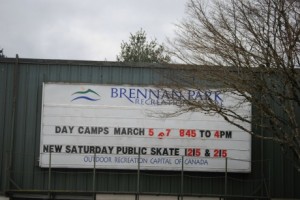 BRENNAN PARK
RECREATION
DAY CAMPS MARCH 5 & 7 845 TO 4PM
NEW SATURDAY PUBLIC SKATE 1215 & 215
OUTDOOR RECREATION CAPITAL OF CANADA